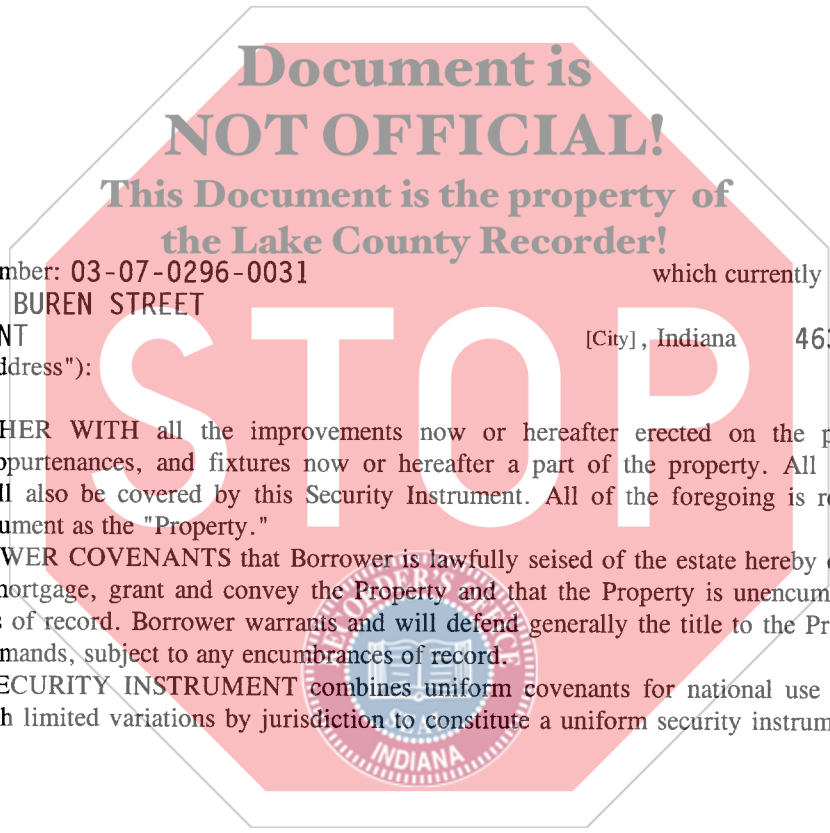 Document is
NOT OFFICIAL!
This Document is the property of
the Lake County Recorder!
mber: 03-07-0296-0031 which currently
BUREN STREET
NT [City], Indiana 463
ddress"):
STOP
HER WITH all the improvements now or hereafter erected on the p
ppurtenances, and fixtures now or hereafter a part of the property. All
ll also be covered by this Security Instrument. All of the foregoing is re
ument as the "Property."
WER COVENANTS that Borrower is lawfully seised of the estate hereby
mortgage, grant and convey the Property and that the Property is unencum
s of record. Borrower warrants and will defend generally the title to the Pr
mands, subject to any encumbrances of record.
ECURITY INSTRUMENT combines uniform covenants for national use
h limited variations by jurisdiction to constitute a uniform security instrum
RECORDER'S OFFICE
INDIANA